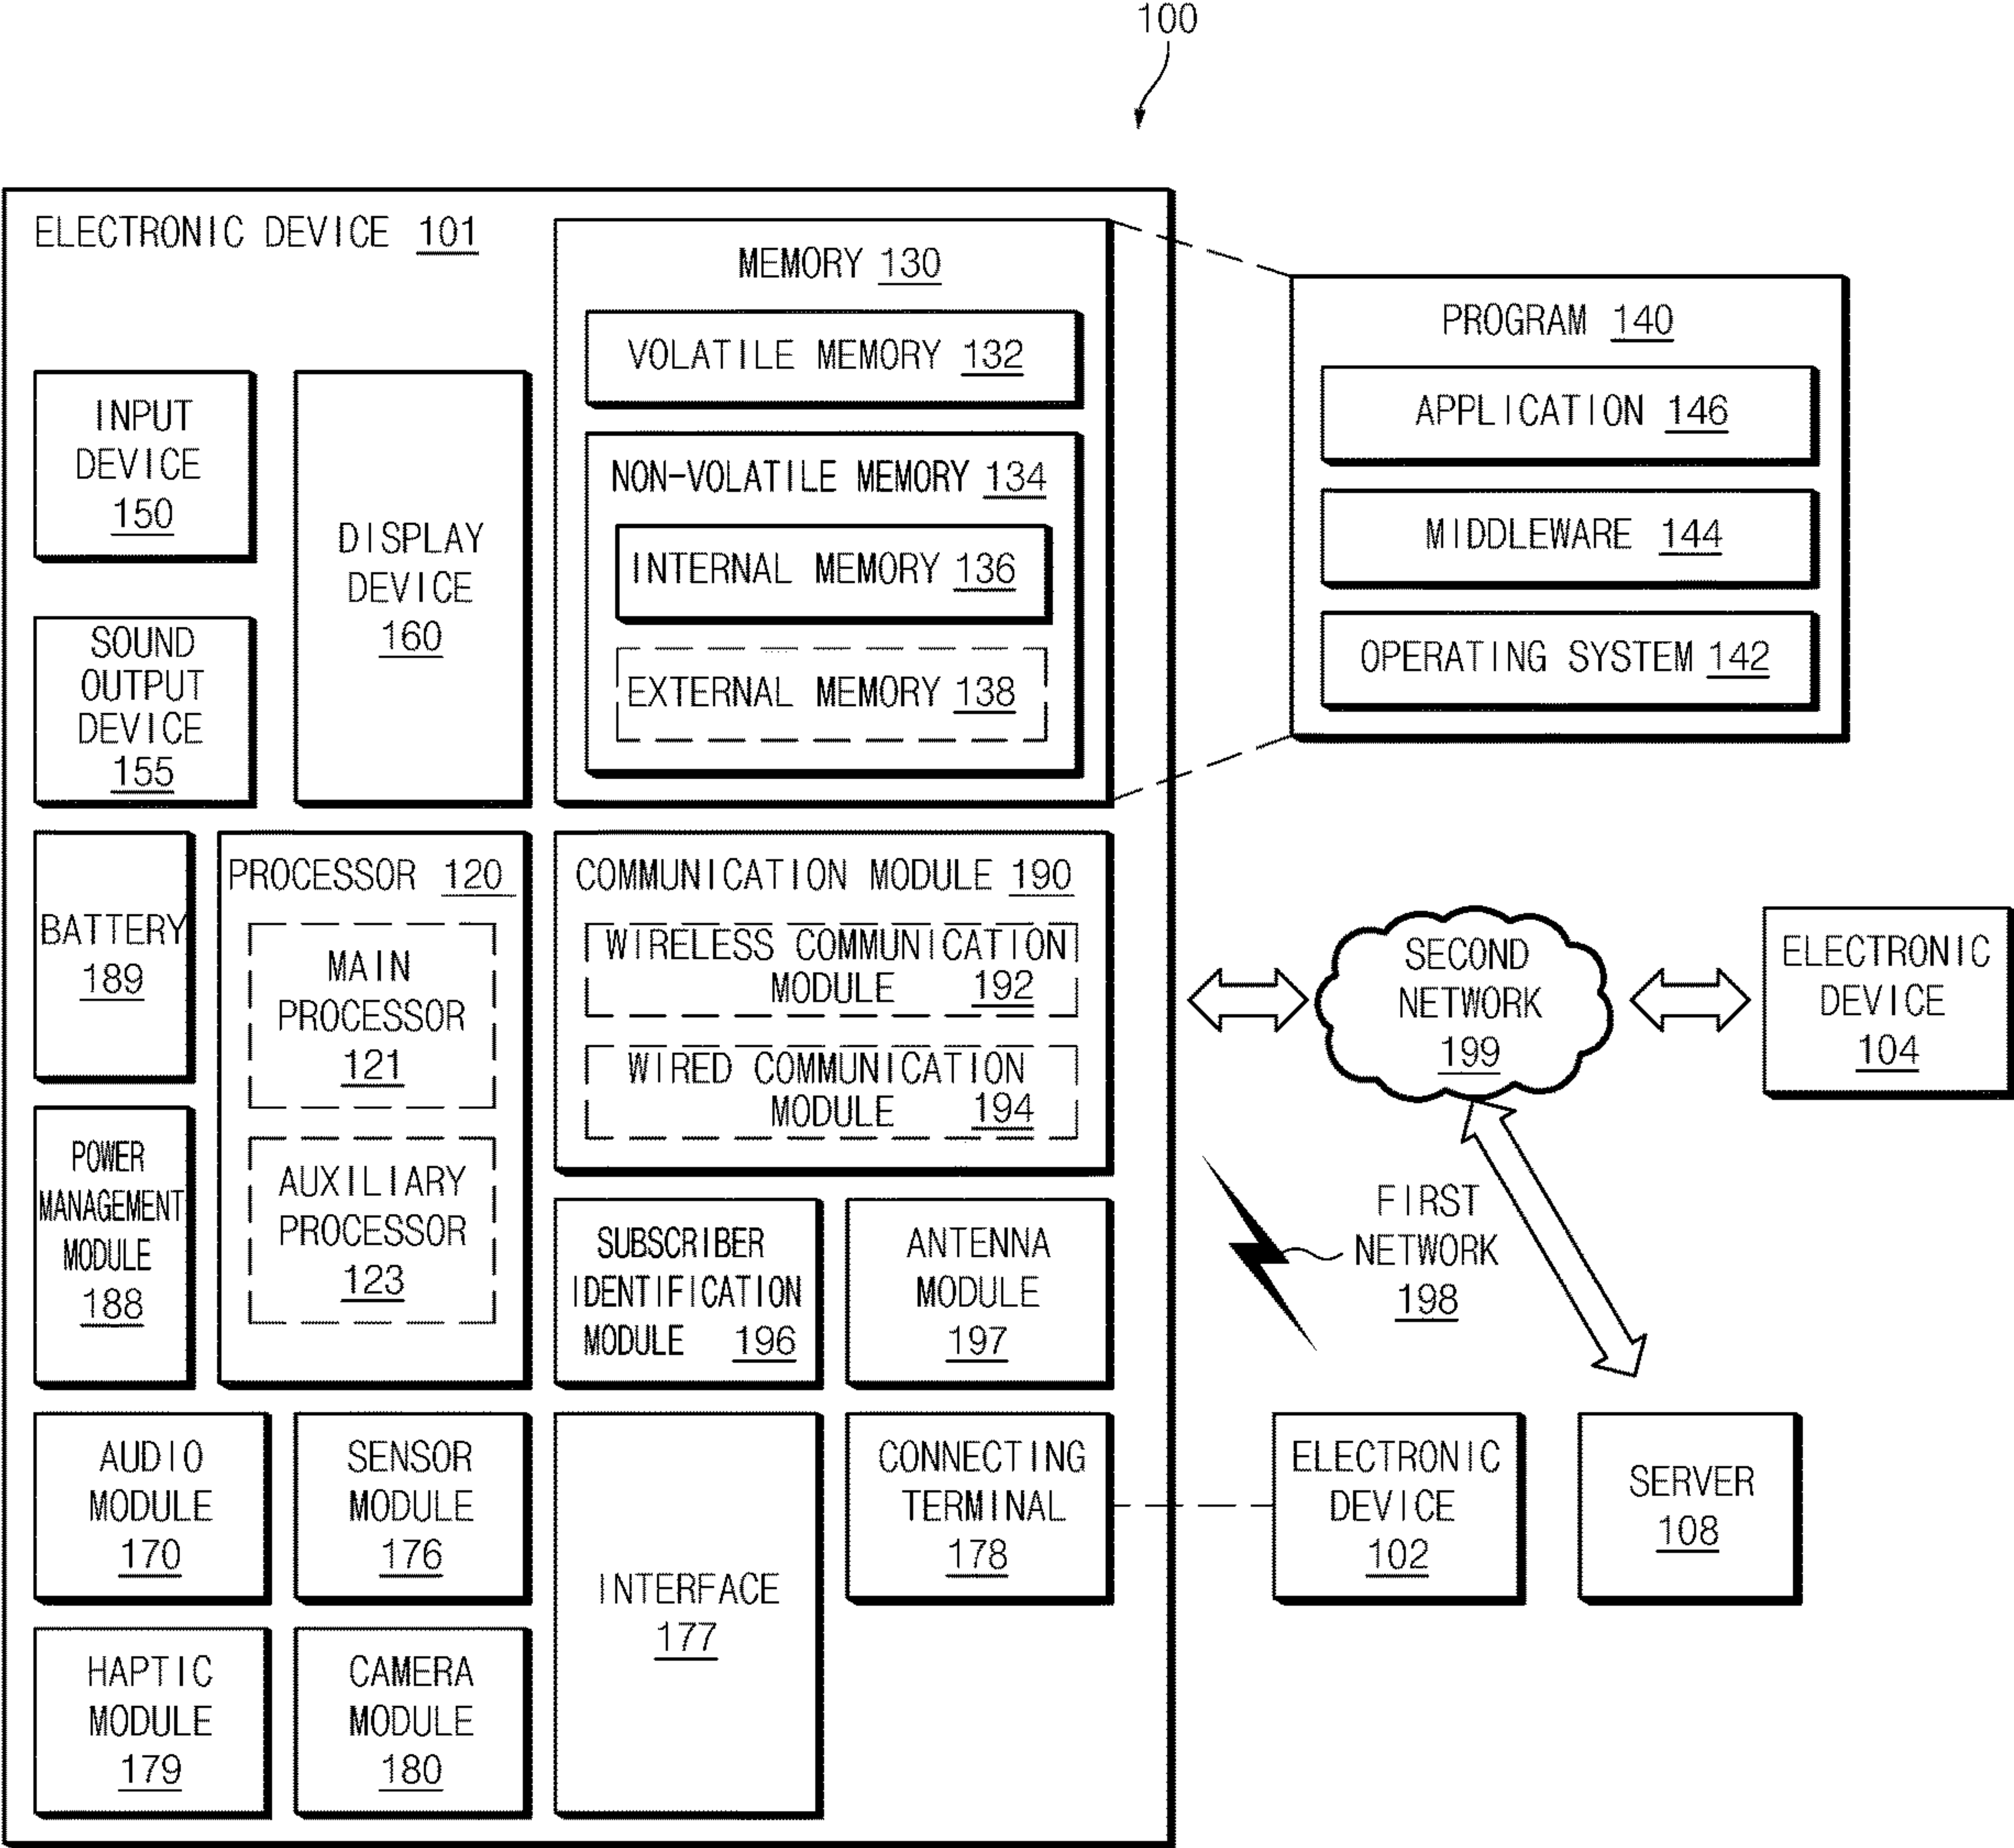 100
ELECTRONIC DEVICE 101
MEMORY 130
VOLATILE MEMORY 132
NON-VOLATILE MEMORY 134
INTERNAL MEMORY 136
EXTERNAL MEMORY 138
PROGRAM 140
APPLICATION 146
MIDDLEWARE 144
OPERATING SYSTEM 142
INPUT
DEVICE
150
SOUND
OUTPUT
DEVICE
155
DISPLAY
DEVICE
160
BATTERY
189
POWER
MANAGEMENT
MODULE
188
PROCESSOR 120
MAIN
PROCESSOR
121
AUXILIARY
PROCESSOR
123
COMMUNICATION MODULE 190
WIRELESS COMMUNICATION
MODULE 192
WIRED COMMUNICATION
MODULE 194
SUBSCRIBER
IDENTIFICATION
MODULE 196
ANTENNA
MODULE
197
SECOND
NETWORK
199
ELECTRONIC
DEVICE
104
FIRST
NETWORK
198
AUDIO
MODULE
170
SENSOR
MODULE
176
INTERFACE
177
CONNECTING
TERMINAL
178
ELECTRONIC
DEVICE
102
SERVER
108
HAPTIC
MODULE
179
CAMERA
MODULE
180